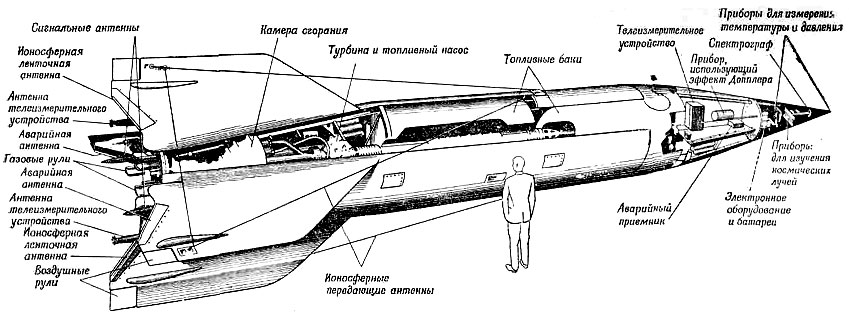 Сигнальные антенны
Ионосферная
ленточная
антенна
Антенна
телеизмерительного
устройства
Аварийная
антенна
Газовые рули
Аварийная
антенна
Антенна
телеизмерительного
устройства
Ионосферная
ленточная
антенна
Воздушные
рули
Камера сгорания
Турбина и топливный насос
Топливные баки
Ионосферные
передающие антенны
Телеизмерительное
устройство
Прибор,
использующий
эффект Допплера
Приборы для измерения
температуры и давления
Спектрограф
Приборы
для изучения
космических
лучей
Электронное
оборудование
и батареи
Аварийный
приемник